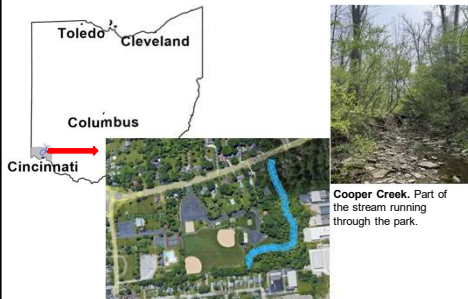 Toledo
Cleveland
Columbus
Cincinnati
Cooper Creek. Part of
the stream running
through the park.